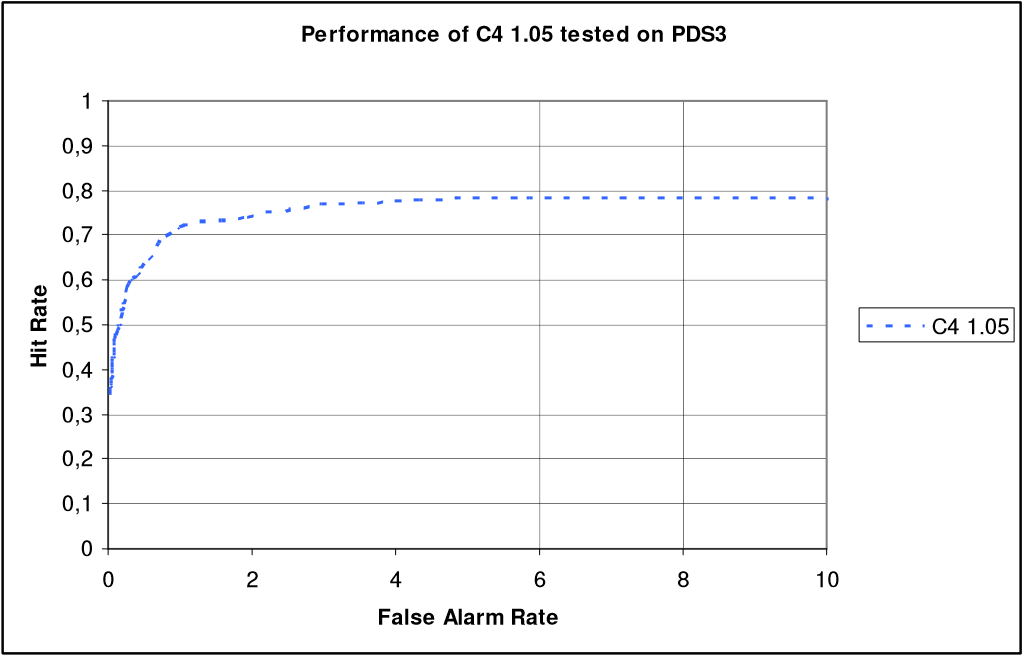 Performance of C4 1.05 tested on PDS3
1
0,9
0,8
0,7
0,6
0,5
0,4
0,3
0,2
0,1
0
Hit Rate
0 2 4 6 8 10
False Alarm Rate
C4 1.05